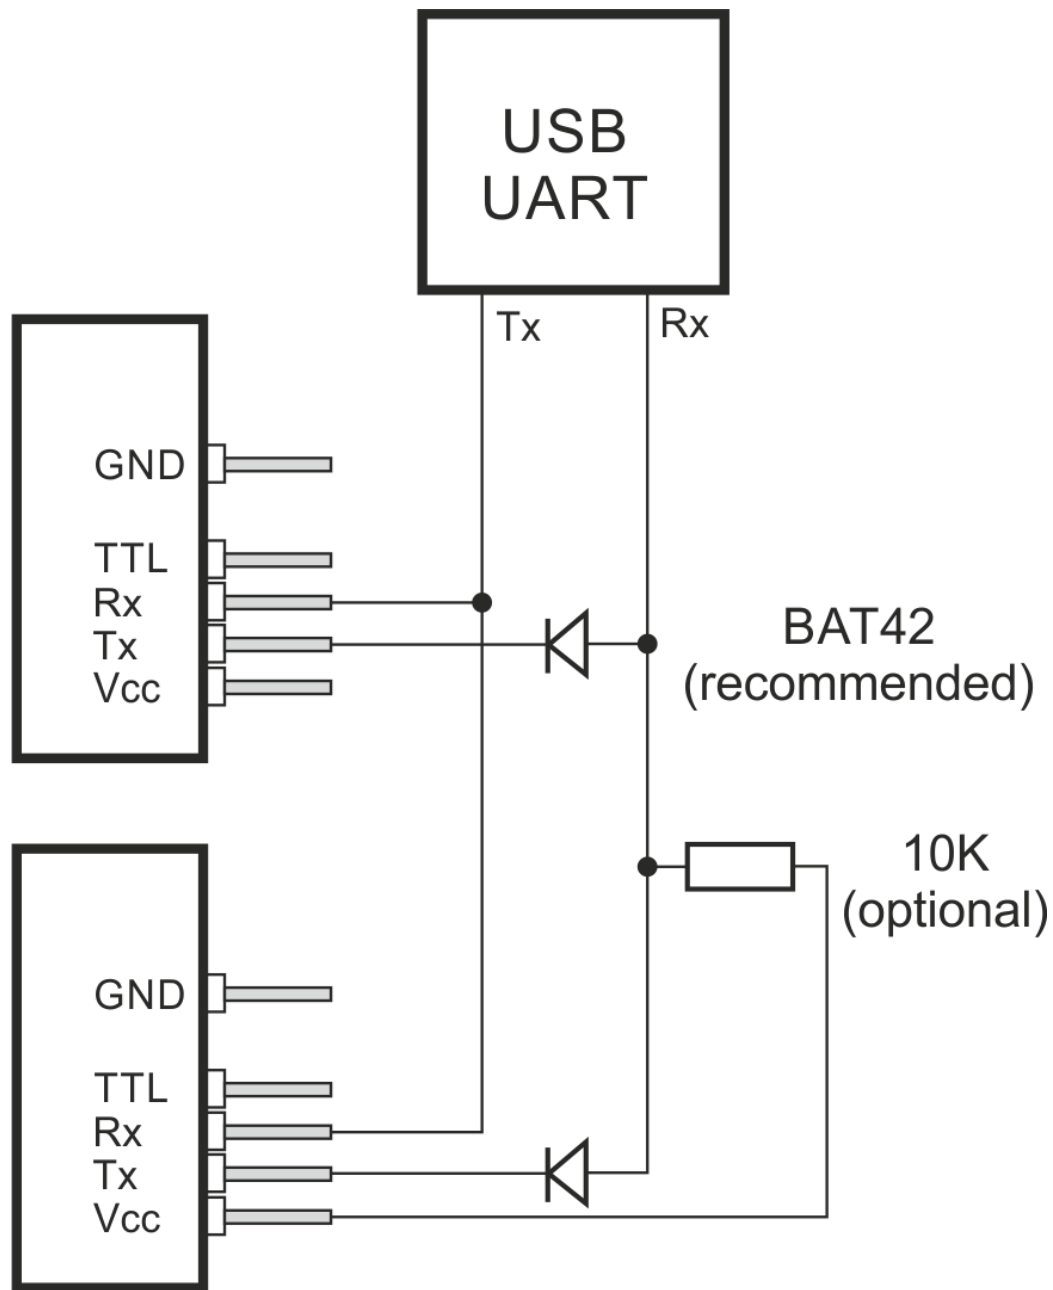 USB
UART
Tx
Rx
GND
TTL
Rx
Tx
Vcc
BAT42
(recommended)
10K
(optional)
GND
TTL
Rx
Tx
Vcc